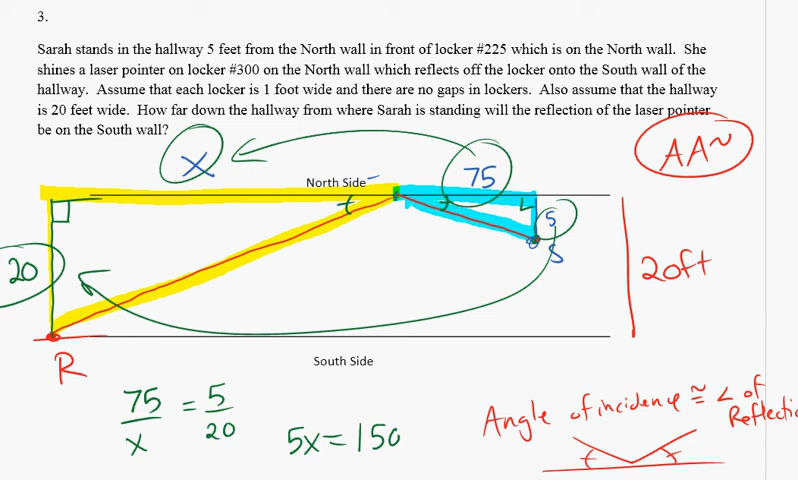 3.
Sarah stands in the hallway 5 feet from the North wall in front of locker #225 which is on the North wall. She
shines a laser pointer on locker #300 on the North wall which reflects off the locker onto the South wall of the
hallway. Assume that each locker is 1 foot wide and there are no gaps in lockers. Also assume that the hallway
is 20 feet wide. How far down the hallway from where Sarah is standing will the reflection of the laser pointer
be on the South wall?
AA~
X
North Side
75
5
S
20
20ft
R
South Side
75/x = 5/20
5x=150
Angle of incidence ≅ ∠ of
Reflectio